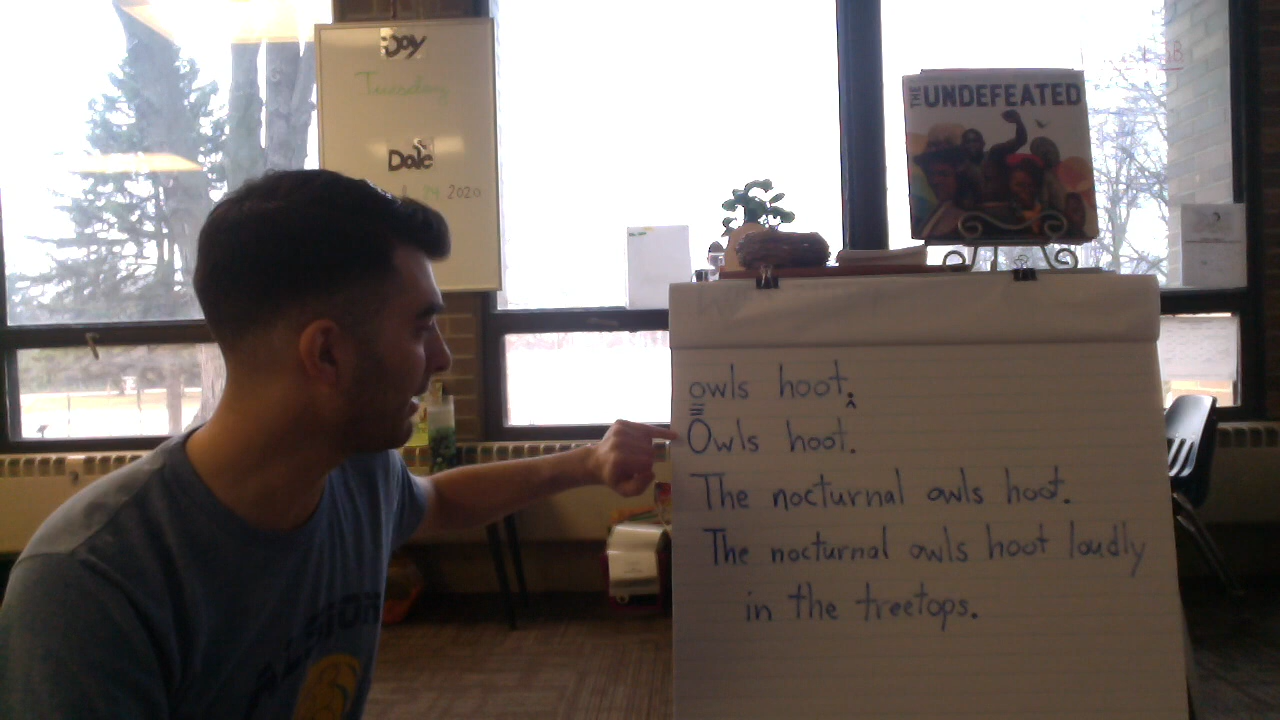 Day
Tuesday
Date
24 2020
THE UNDEFEATED
owls hoot.
Owls hoot.
The nocturnal owls hoot.
The nocturnal owls hoot loudly
in the treetops.